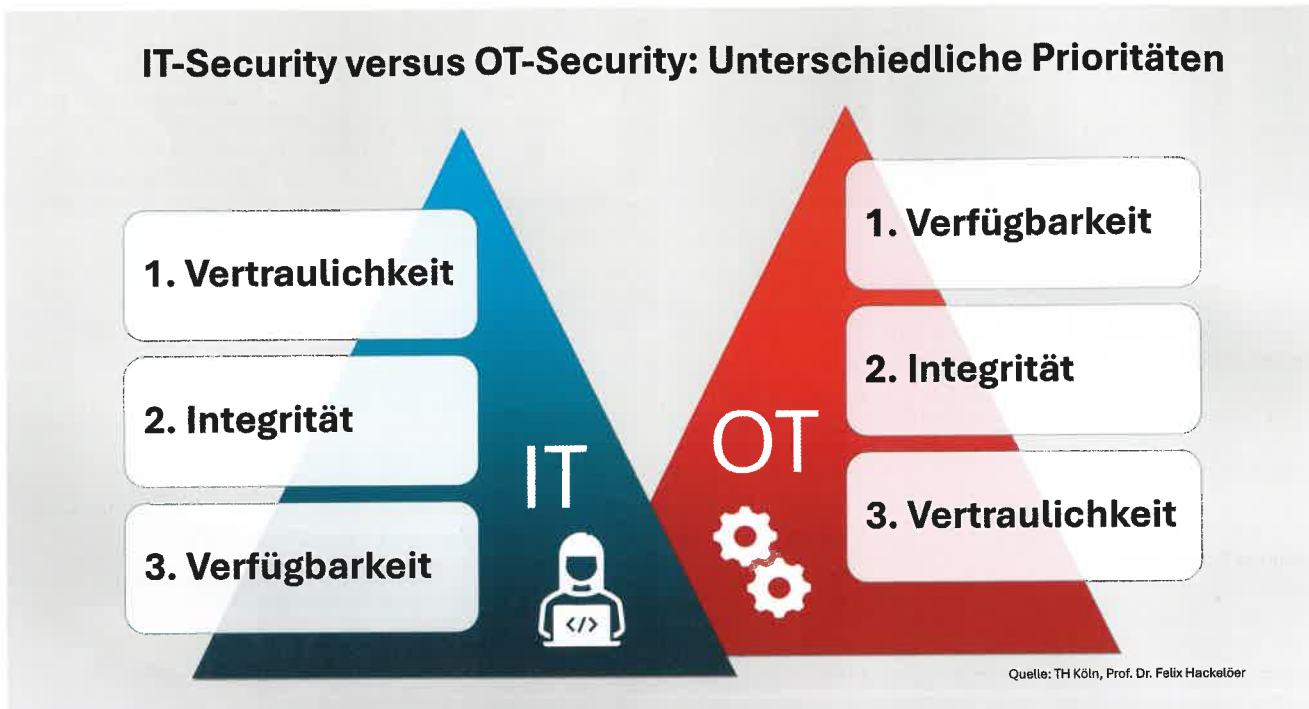 IT-Security versus OT-Security: Unterschiedliche Prioritäten
1. Vertraulichkeit
2. Integrität
3. Verfügbarkeit
IT
</>
OT
1. Verfügbarkeit
2. Integrität
3. Vertraulichkeit
Quelle: TH Köln, Prof. Dr. Felix Hackelöer